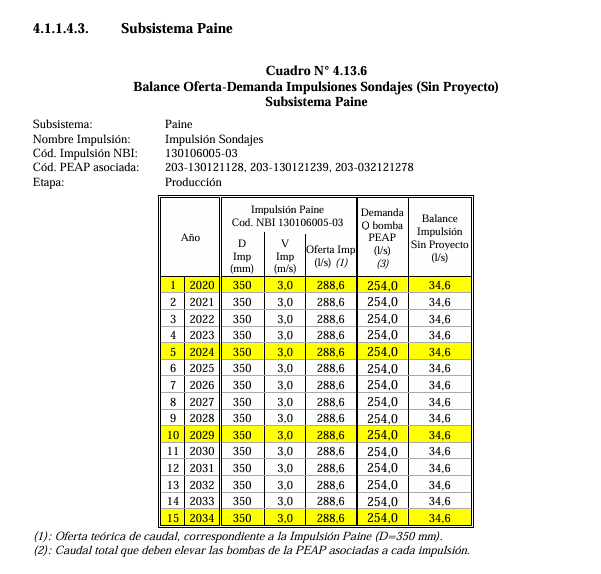 4.1.1.4.3. Subsistema Paine
Cuadro N° 4.13.6
Balance Oferta-Demanda Impulsiones Sondajes (Sin Proyecto)
Subsistema Paine
Subsistema: Paine
Nombre Impulsión: Impulsión Sondajes
Cód. Impulsión NBI: 130106005-03
Cód. PEAP asociada: 203-130121128, 203-130121239, 203-032121278
Etapa: Producción
Año
Impulsión Paine
Cod. NBI 130106005-03
D
Imp
(mm)
V
Imp
(m/s)
Oferta Imp
(l/s) (1)
Demanda
Q bomba
PEAP
(l/s)
(3)
Balance
Impulsión
Sin Proyecto
(l/s)
1 2020 350 3,0 288,6 254,0 34,6
2 2021 350 3,0 288,6 254,0 34,6
3 2022 350 3,0 288,6 254,0 34,6
4 2023 350 3,0 288,6 254,0 34,6
5 2024 350 3,0 288,6 254,0 34,6
6 2025 350 3,0 288,6 254,0 34,6
7 2026 350 3,0 288,6 254,0 34,6
8 2027 350 3,0 288,6 254,0 34,6
9 2028 350 3,0 288,6 254,0 34,6
10 2029 350 3,0 288,6 254,0 34,6
11 2030 350 3,0 288,6 254,0 34,6
12 2031 350 3,0 288,6 254,0 34,6
13 2032 350 3,0 288,6 254,0 34,6
14 2033 350 3,0 288,6 254,0 34,6
15 2034 350 3,0 288,6 254,0 34,6
(1): Oferta teórica de caudal, correspondiente a la Impulsión Paine (D=350 mm).
(2): Caudal total que deben elevar las bombas de la PEAP asociadas a cada impulsión.